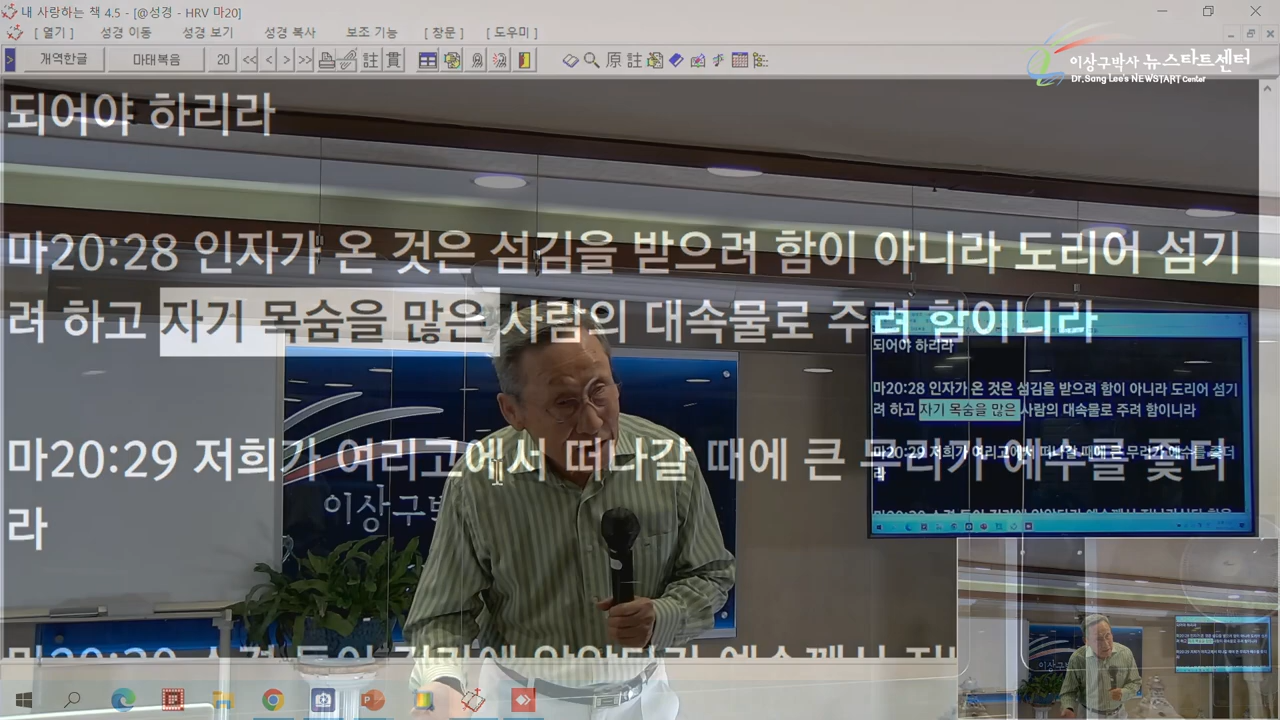 내 사랑하는 책 4.5 - [@성경 - HRV 마20]
[ 열기 ] 성경 이동 성경 보기 성경 복사 보조 기능 [ 창문 ] [ 도우미 ]
개역한글 마태복음 20 << < > >> 註 貫 原 註
이상구박사 뉴스타트센터
Dr. Sang Lee's NEWSTART Center
되어야 하리라
마20:28 인자가 온 것은 섬김을 받으려 함이 아니라 도리어 섬기
려 하고 자기 목숨을 많은 사람의 대속물로 주려 함이니라
마20:29 저희가 여리고에서 떠나갈 때에 큰 무리가 예수를 좇더
라
이상구박
되어야 하리라
마20:28 인자가 온 것은 섬김을 받으려 함이 아니라 도리어 섬기
려 하고 자기 목숨을 많은 사람의 대속물로 주려 함이니라
마20:29 저희가 여리고에서 떠나갈 때에 큰 무리가 예수를 좇더
라